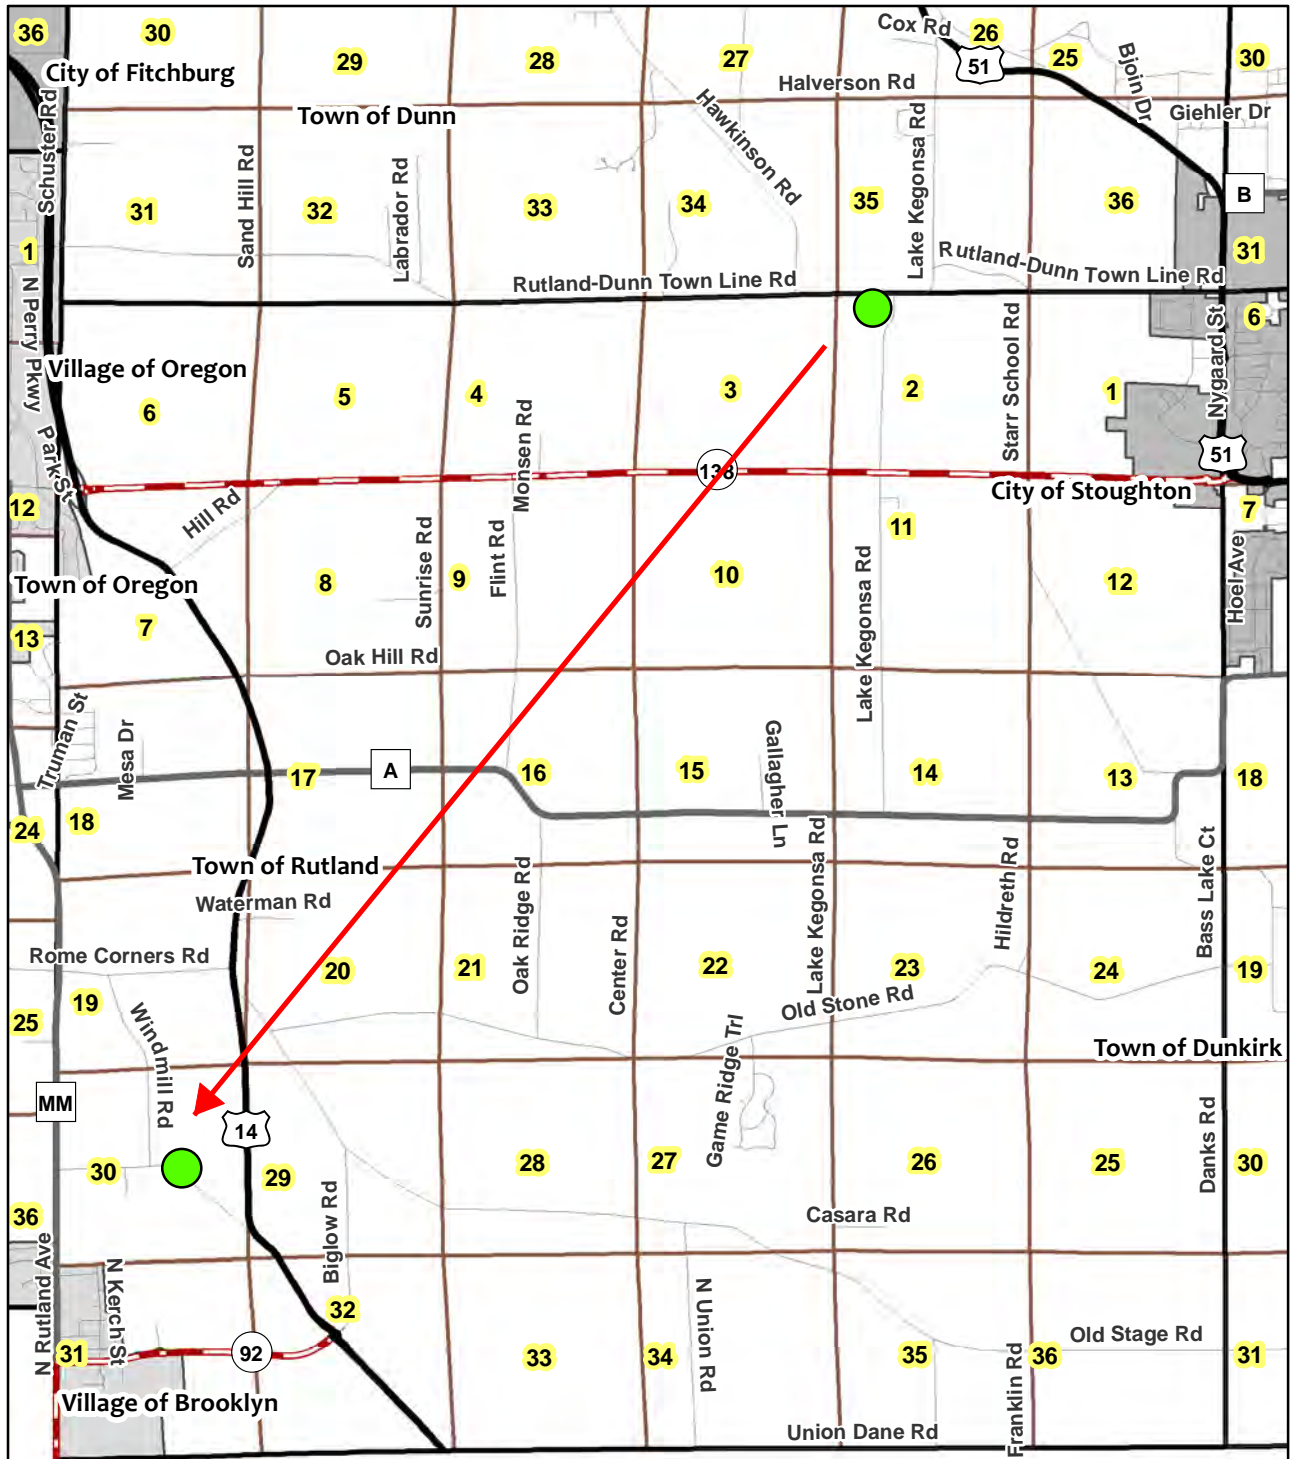 36
30
29
28
27
Cox Rd
26
51
25
Bjoin Dr
30
City of Fitchburg
Halverson Rd
Town of Dunn
Giehler Dr
Schuster Rd
Sand Hill Rd
Labrador Rd
Hawkinson Rd
Lake Kegonsa Rd
31
32
33
34
35
36
B
1
31
Rutland-Dunn Town Line Rd
Rutland-Dunn Town Line Rd
N Perry Pkwy
6
Village of Oregon
Starr School Rd
Nygaard St
6
5
4
3
2
1
Park St
Monsen Rd
138
51
City of Stoughton
12
Hill Rd
7
11
Sunrise Rd
Flint Rd
Lake Kegonsa Rd
Hoel Ave
Town of Oregon
8
9
10
12
7
13
Oak Hill Rd
Truman St
Mesa Dr
Gallagher Ln
17
A
16
15
14
13
18
24
18
Town of Rutland
Lake Kegonsa Rd
Hildreth Rd
Bass Lake Ct
Waterman Rd
Oak Ridge Rd
Center Rd
Rome Corners Rd
20
21
22
23
24
19
19
Old Stone Rd
25
Windmill Rd
Game Ridge Trl
Town of Dunkirk
MM
14
Danks Rd
30
29
28
27
26
25
30
36
Biglow Rd
Casara Rd
N Rutland Ave
N Kerch St
N Union Rd
32
Old Stage Rd
31
92
33
34
35
36
31
Franklin Rd
Village of Brooklyn
Union Dane Rd